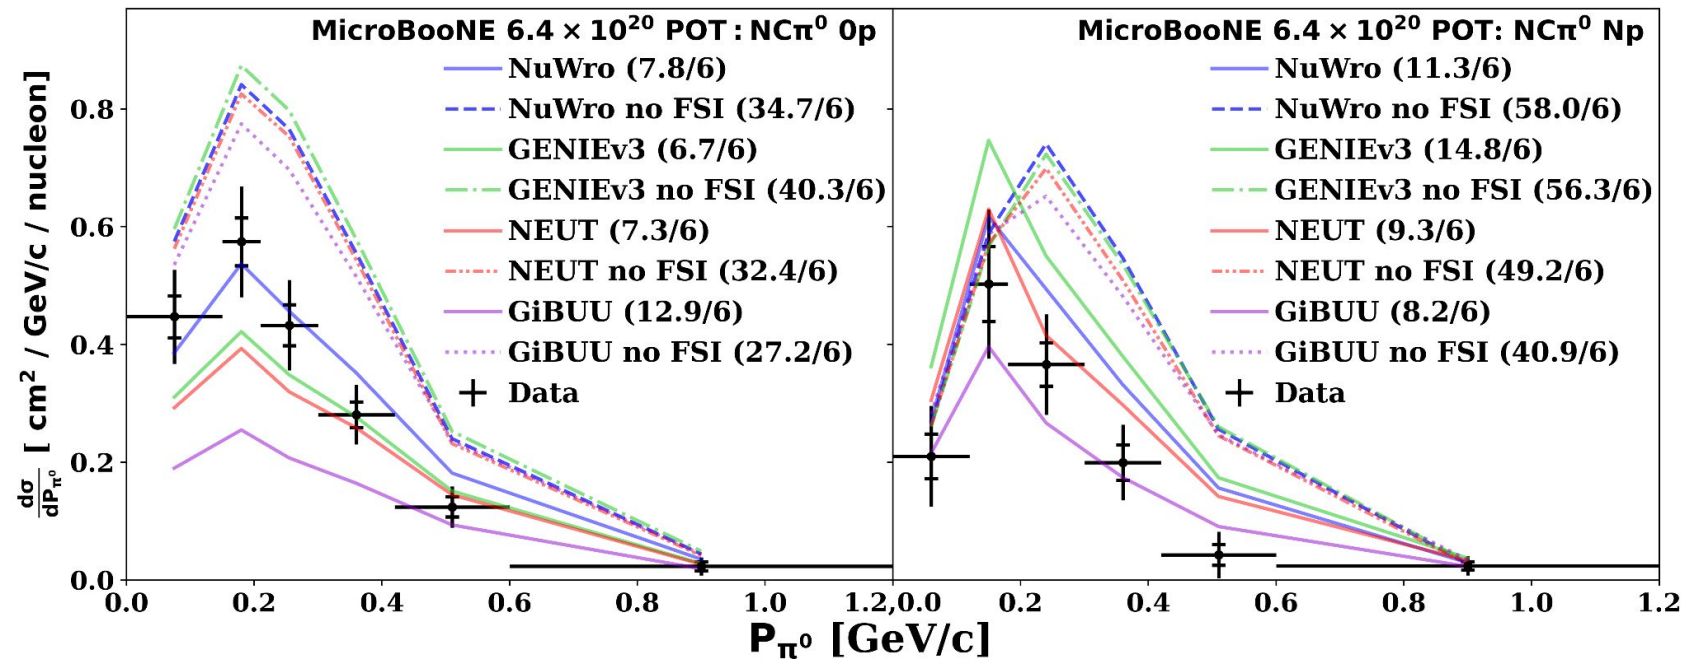 MicroBooNE 6.4 × 10²⁰ POT : NCπ⁰ 0p
NuWro (7.8/6)
NuWro no FSI (34.7/6)
GENIEv3 (6.7/6)
GENIEv3 no FSI (40.3/6)
NEUT (7.3/6)
NEUT no FSI (32.4/6)
GiBUU (12.9/6)
GiBUU no FSI (27.2/6)
Data
MicroBooNE 6.4 × 10²⁰ POT: NCπ⁰ Np
NuWro (11.3/6)
NuWro no FSI (58.0/6)
GENIEv3 (14.8/6)
GENIEv3 no FSI (56.3/6)
NEUT (9.3/6)
NEUT no FSI (49.2/6)
GiBUU (8.2/6)
GiBUU no FSI (40.9/6)
Data
dσ/dP_π⁰ [ cm² / GeV/c / nucleon]
0.8
0.6
0.4
0.2
0.0
0.0 0.2 0.4 0.6 0.8 1.0 1.2,0.0 0.2 0.4 0.6 0.8 1.0 1.2
P_π⁰ [GeV/c]